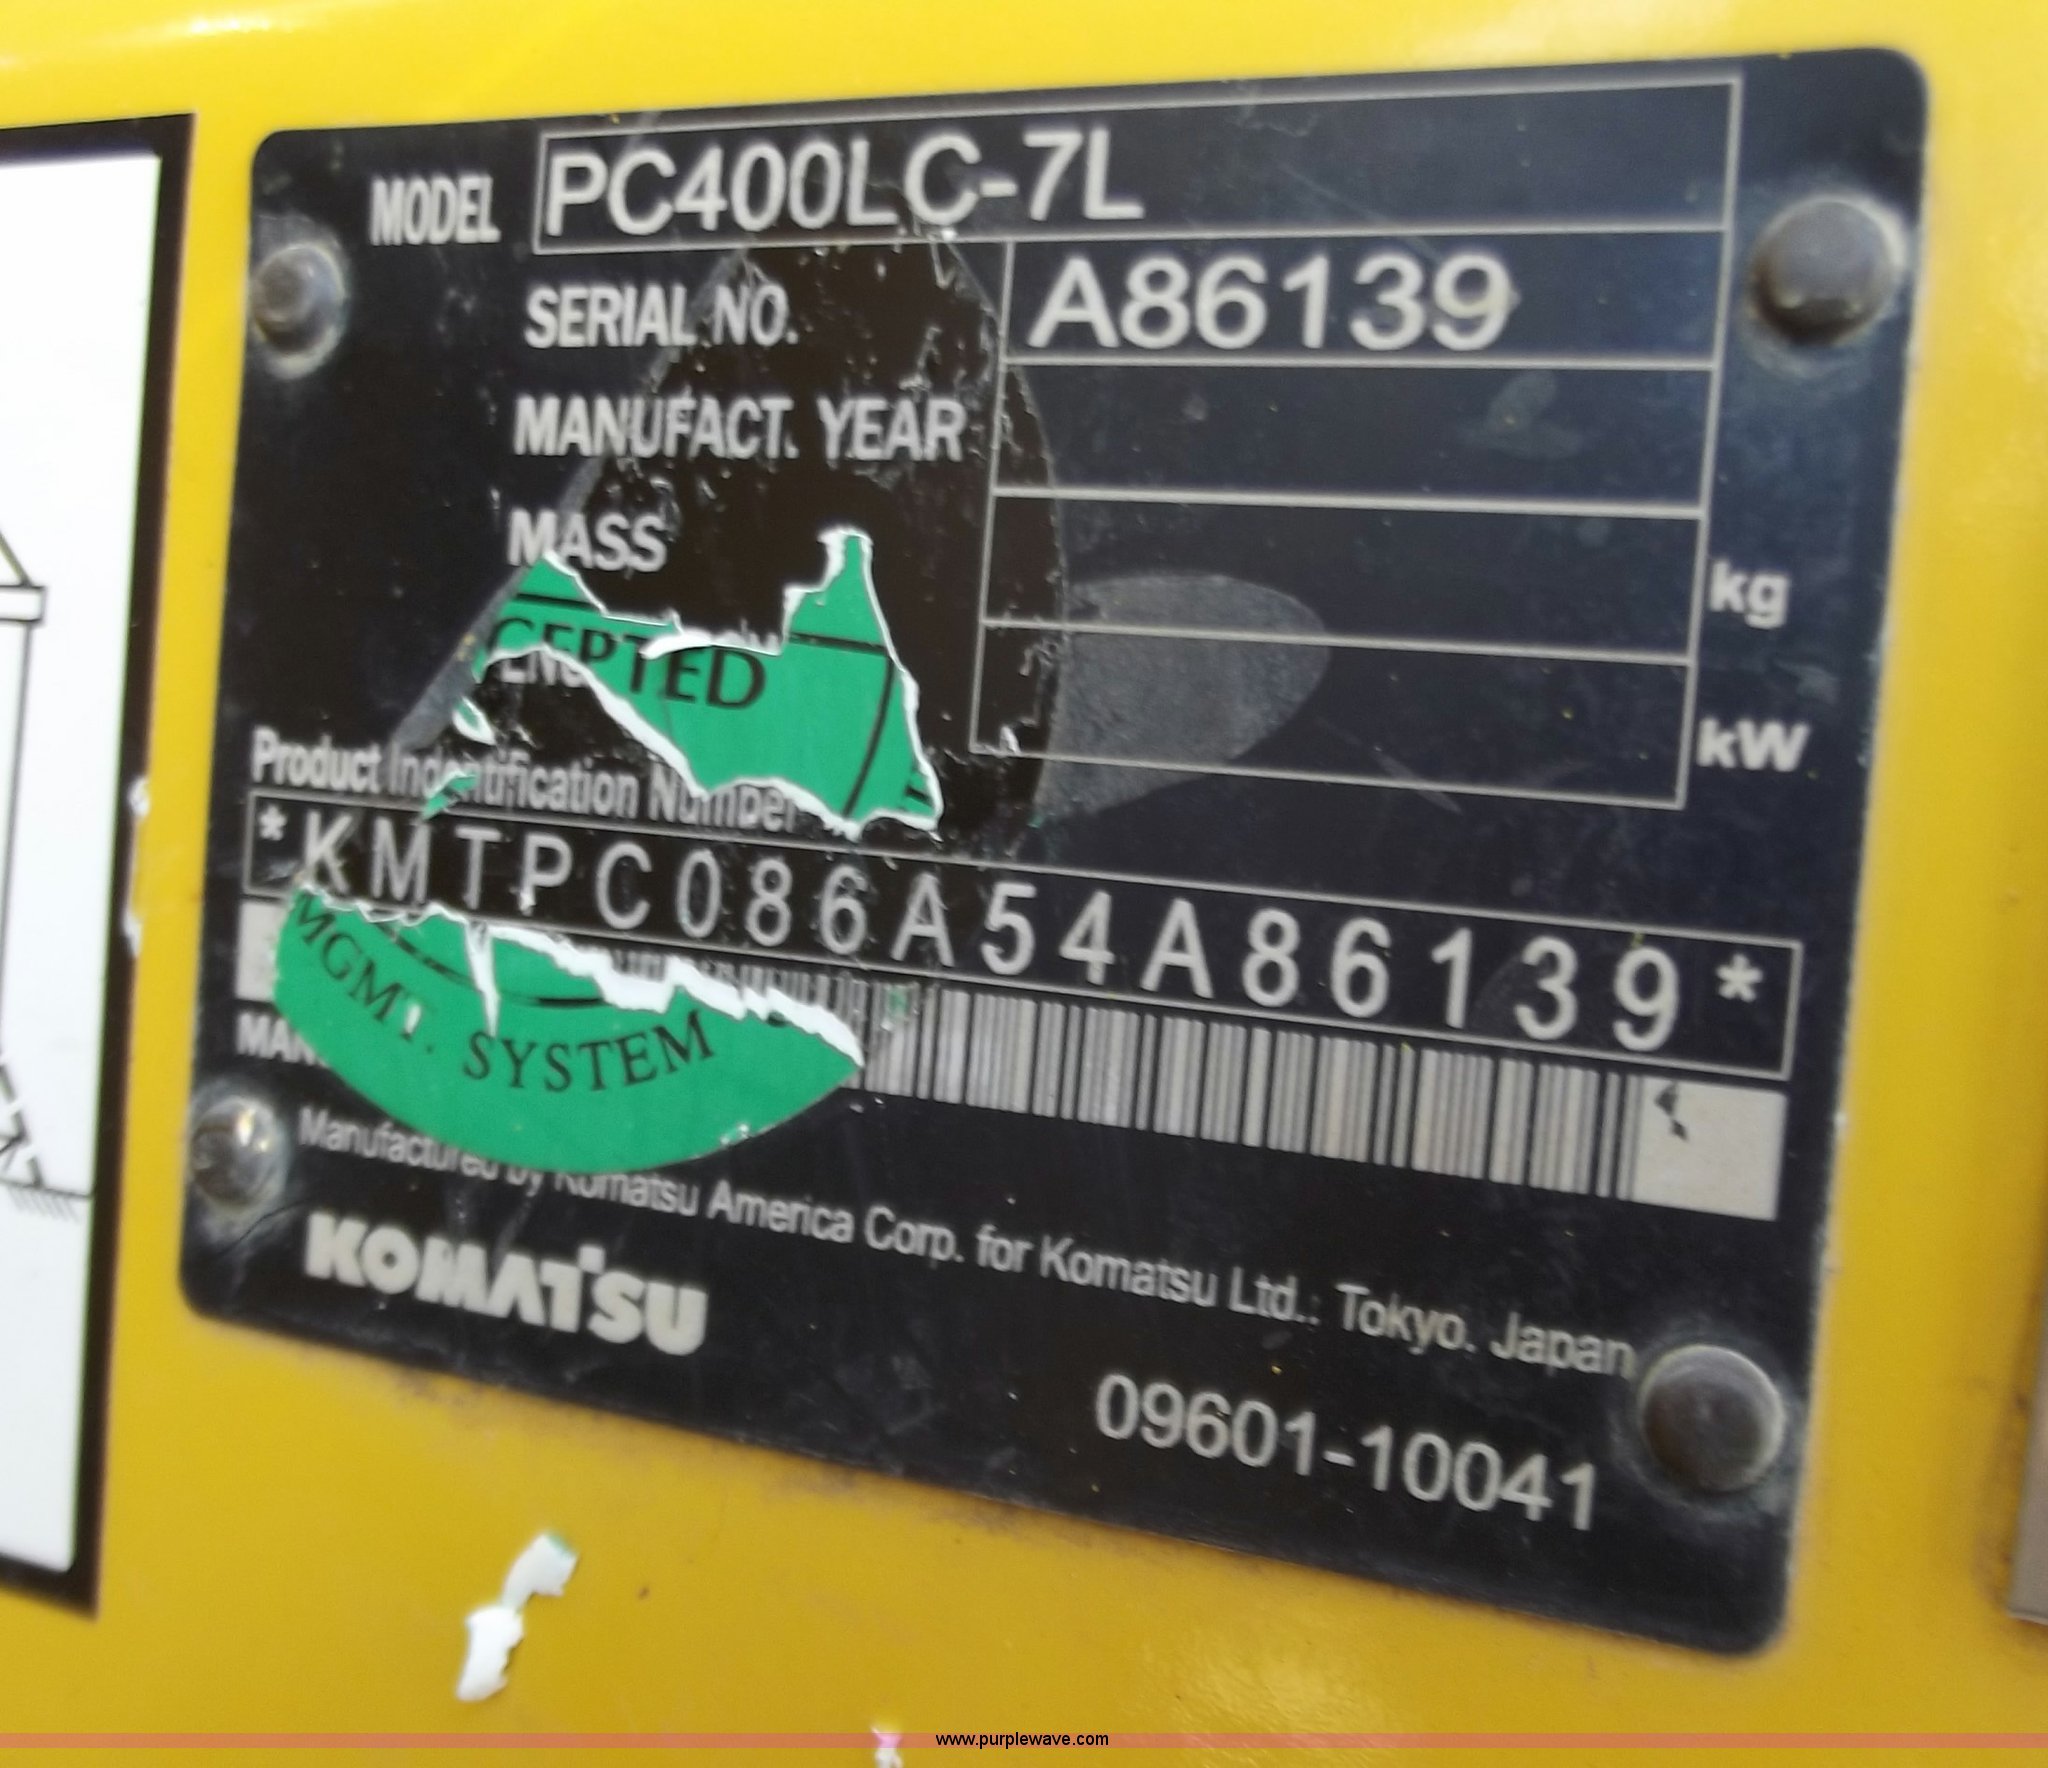 MODEL PC400LC-7L
SERIAL NO. A86139
MANUFACT. YEAR
MASS kg
CEPTED
kW
Product Indentification Number
*KMTPC086A54A86139*
MGMT. SYSTEM
Manufactured by Komatsu America Corp. for Komatsu Ltd.: Tokyo. Japan
KOMATSU
09601-10041
www.purplewave.com